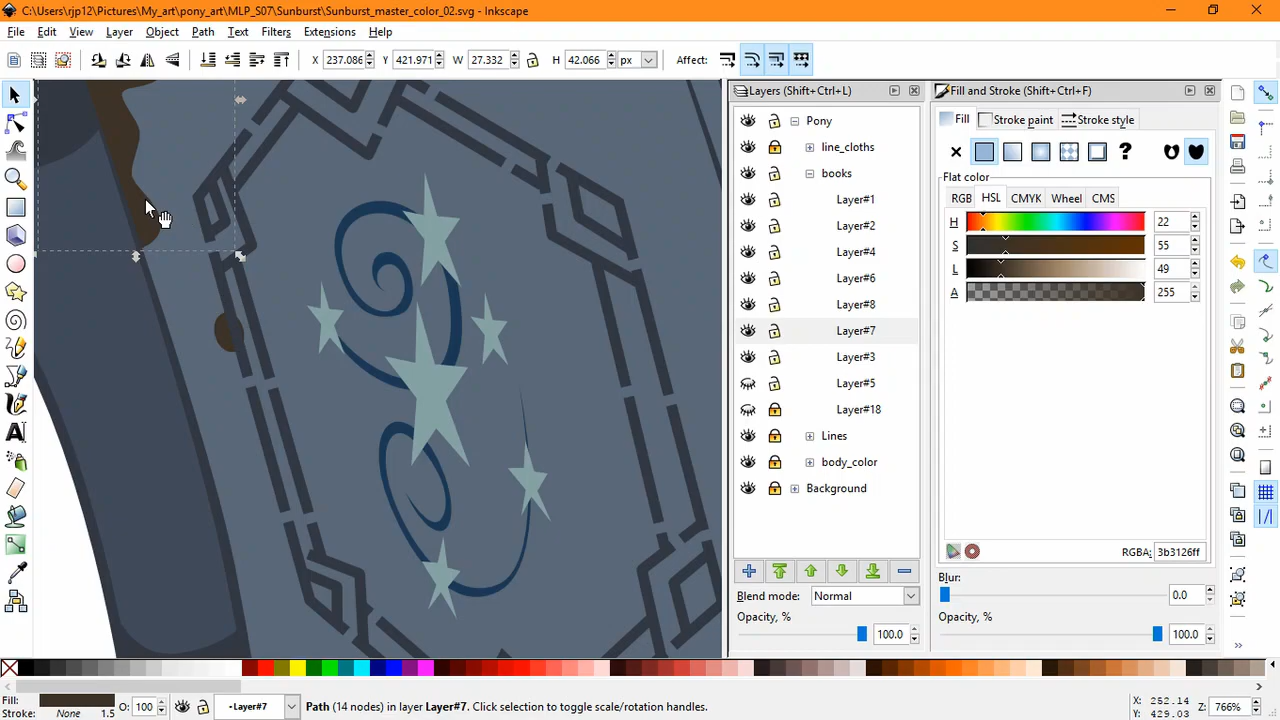 C:\Users\rjp12\Pictures\My_art\pony_art\MLP_S07\Sunburst\Sunburst_master_color_02.svg - Inkscape
File Edit View Layer Object Path Text Filters Extensions Help
X 237.086 Y 421.971 W 27.332 H 42.066 px Affect:
Layers (Shift+Ctrl+L)
Pony
line_cloths
books
Layer#1
Layer#2
Layer#4
Layer#6
Layer#8
Layer#7
Layer#3
Layer#5
Layer#18
Lines
body_color
Background
Blend mode: Normal
Opacity, %
100.0
Fill and Stroke (Shift+Ctrl+F)
Fill Stroke paint Stroke style
?
Flat color
RGB HSL CMYK Wheel CMS
H 22
S 55
L 49
A 255
RGBA: 3b3126ff
Blur:
0.0
Opacity, %
100.0
Fill:
Stroke: None 1.5
O: 100
•Layer#7
Path (14 nodes) in layer Layer#7. Click selection to toggle scale/rotation handles.
X: 252.14
Y: 429.03
Z: 766%